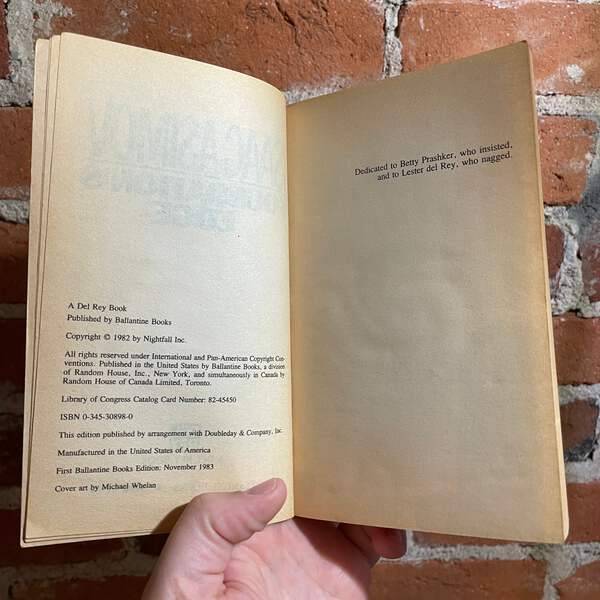 A Del Rey Book
Published by Ballantine Books
Copyright © 1982 by Nightfall Inc.
All rights reserved under International and Pan-American Copyright Con-
ventions. Published in the United States by Ballantine Books, a division
of Random House, Inc., New York, and simultaneously in Canada by
Random House of Canada Limited, Toronto.
Library of Congress Catalog Card Number: 82-45450
ISBN 0-345-30898-0
This edition published by arrangement with Doubleday & Company, Inc.
Manufactured in the United States of America
First Ballantine Books Edition: November 1983
Cover art by Michael Whelan
Dedicated to Betty Prashker, who insisted,
and to Lester del Rey, who nagged.